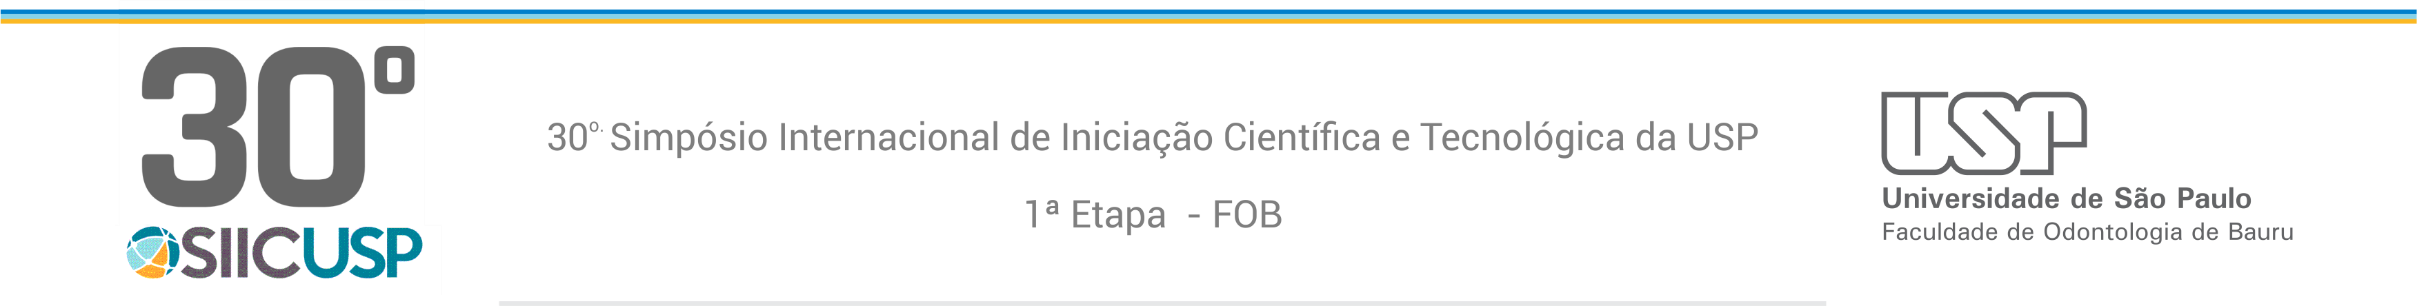 30º
SIICUSP
30º. Simpósio Internacional de Iniciação Científica e Tecnológica da USP
1ª Etapa - FOB
USP
Universidade de São Paulo
Faculdade de Odontologia de Bauru